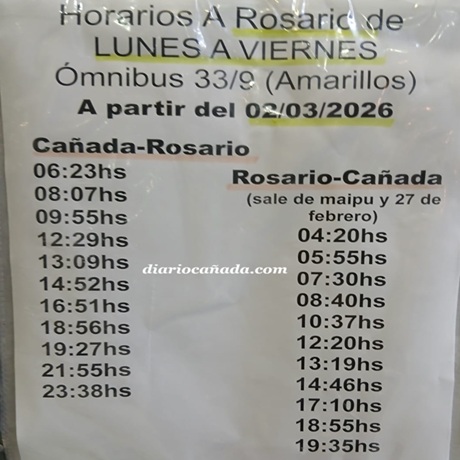 Horarios A Rosario de
LUNES A VIERNES
Ómnibus 33/9 (Amarillos)
A partir del 02/03/2026
Cañada-Rosario
06:23hs
08:07hs
09:55hs
12:29hs
13:09hs
14:52hs
16:51hs
18:56hs
19:27hs
21:55hs
23:38hs
Rosario-Cañada
(sale de maipu y 27 de
febrero)
04:20hs
05:55hs
07:30hs
08:40hs
10:37hs
12:20hs
13:19hs
14:46hs
17:10hs
18:55hs
19:35hs
diariocañada.com